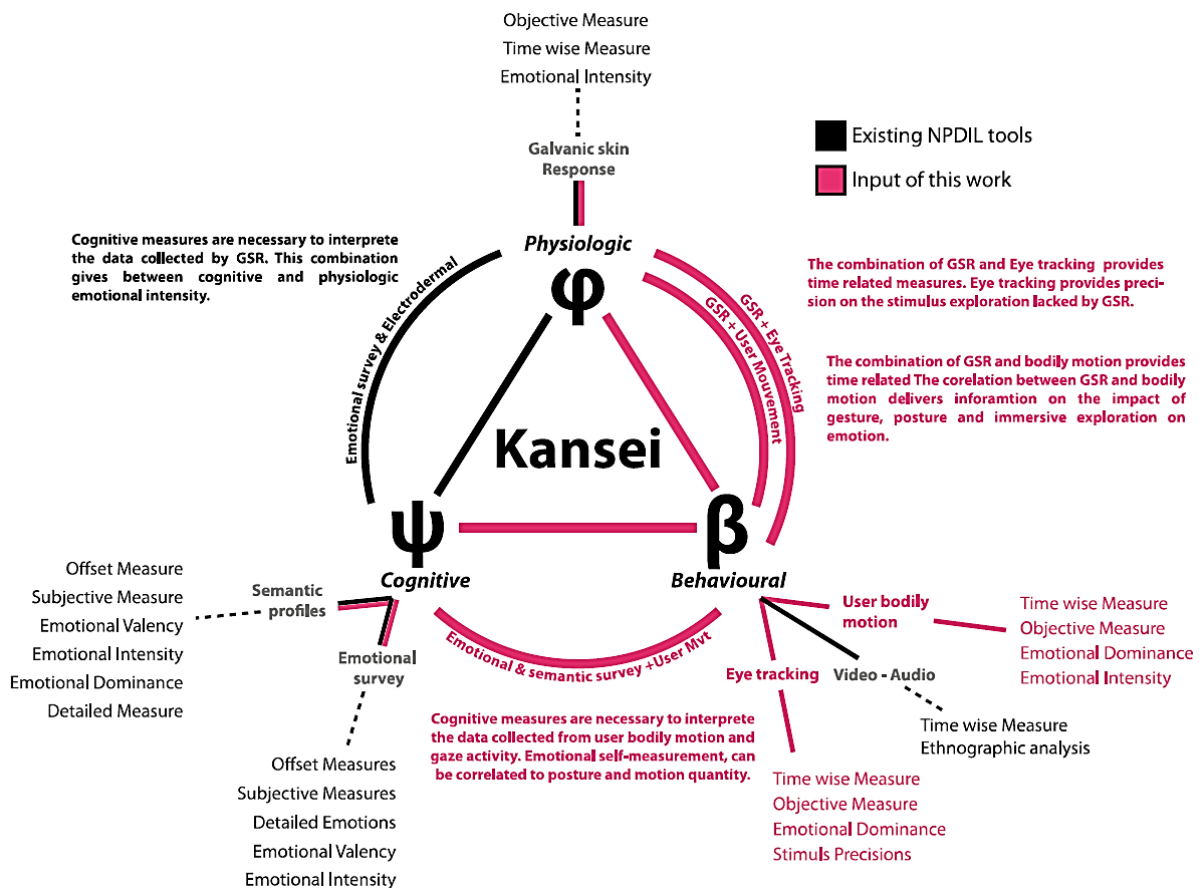 Objective Measure
Time wise Measure
Emotional Intensity
Existing NPDIL tools
Input of this work
Galvanic skin
Response
Physiologic
φ
Cognitive measures are necessary to interprete
the data collected by GSR. This combination
gives between cognitive and physiologic
emotional intensity.
Emotional survey & Electrodermal
GSR + Eye Tracking
GSR + User Mouvement
The combination of GSR and Eye tracking provides
time related measures. Eye tracking provides preci-
sion on the stimulus exploration lacked by GSR.
The combination of GSR and bodily motion provides
time related The corelation between GSR and bodily
motion delivers inforamtion on the impact of
gesture, posture and immersive exploration on
emotion.
Kansei
ψ
β
Cognitive
Behavioural
Semantic
profiles
Offset Measure
Subjective Measure
Emotional Valency
Emotional Intensity
Emotional Dominance
Detailed Measure
Emotional
survey
Offset Measures
Subjective Measures
Detailed Emotions
Emotional Valency
Emotional Intensity
Emotional & semantic survey +User Mvt
Cognitive measures are necessary to interprete
the data collected from user bodily motion and
gaze activity. Emotional self-measurement, can
be correlated to posture and motion quantity.
User bodily
motion
Time wise Measure
Objective Measure
Emotional Dominance
Emotional Intensity
Video - Audio
Time wise Measure
Ethnographic analysis
Eye tracking
Time wise Measure
Objective Measure
Emotional Dominance
Stimuls Precisions